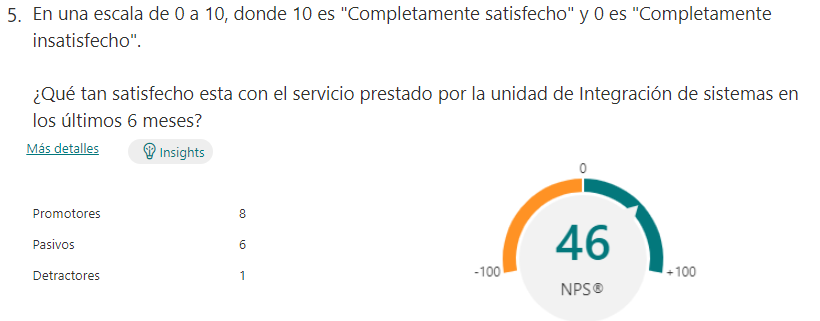 5. En una escala de 0 a 10, donde 10 es "Completamente satisfecho" y 0 es "Completamente
insatisfecho".
¿Qué tan satisfecho esta con el servicio prestado por la unidad de Integración de sistemas en
los últimos 6 meses?
Más detalles
Insights
Promotores 8
Pasivos 6
Detractores 1
0
46
-100
+100
NPS®